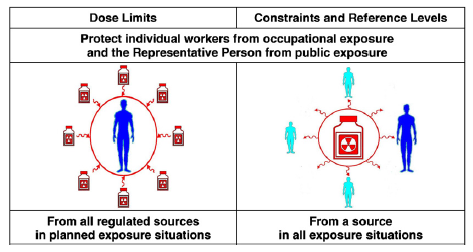 Dose Limits
Constraints and Reference Levels
Protect individual workers from occupational exposure
and the Representative Person from public exposure
From all regulated sources
in planned exposure situations
From a source
in all exposure situations